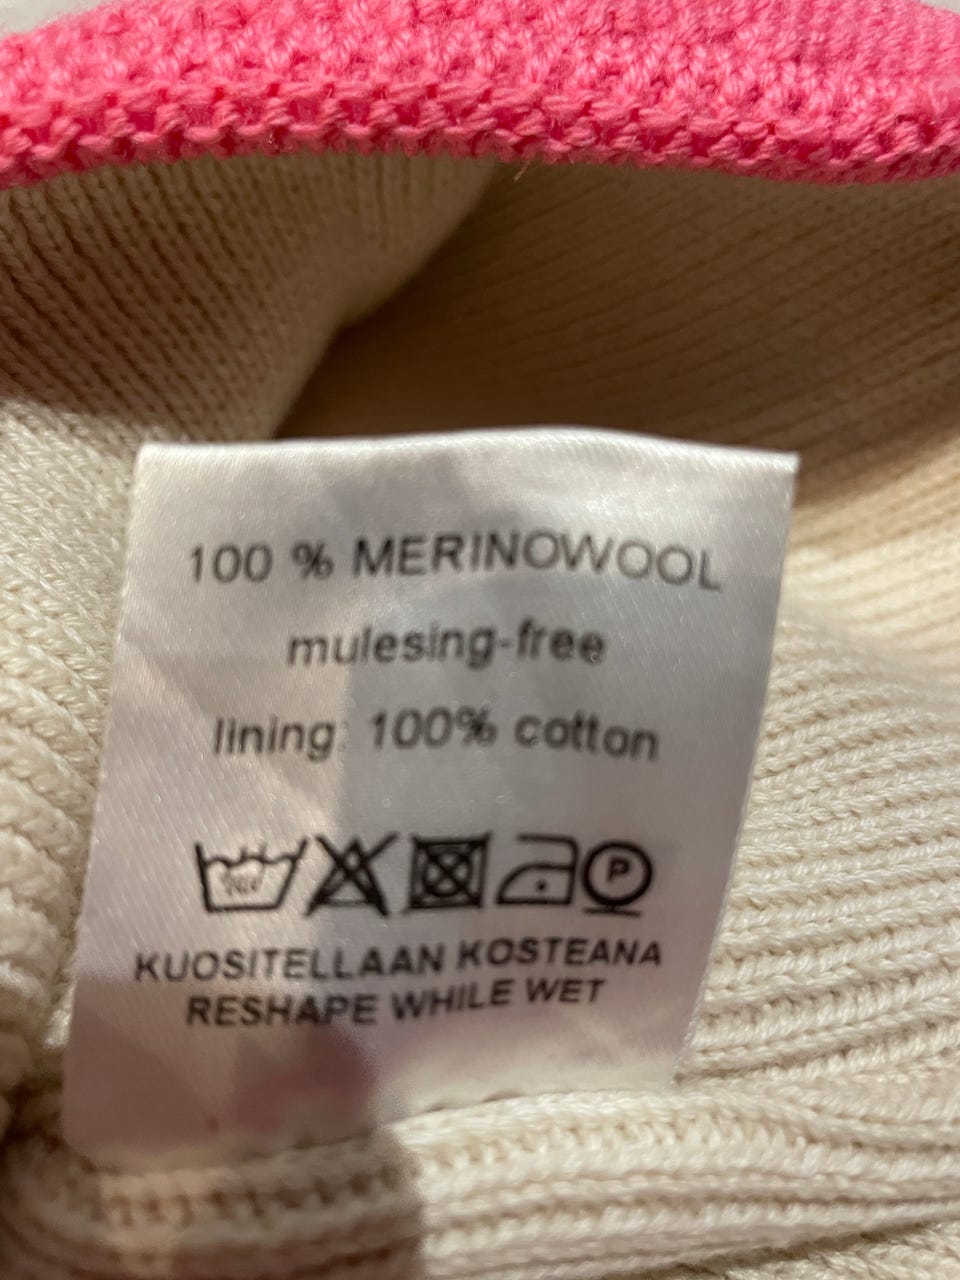 100 % MERINOWOOL
mulesing-free
lining: 100% cotton
P
KUOSITELLAAN KOSTEANA
RESHAPE WHILE WET